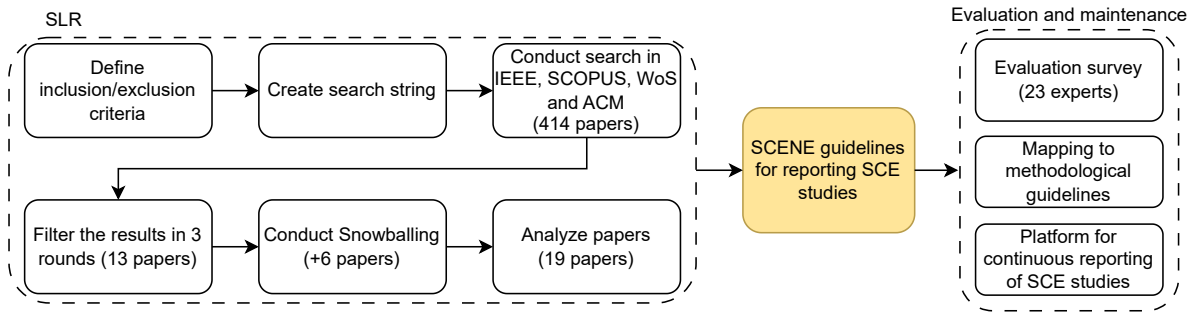 SLR
Define
inclusion/exclusion
criteria
Create search string
Conduct search in
IEEE, SCOPUS, WoS
and ACM
(414 papers)
Filter the results in 3
rounds (13 papers)
Conduct Snowballing
(+6 papers)
Analyze papers
(19 papers)
SCENE guidelines
for reporting SCE
studies
Evaluation and maintenance
Evaluation survey
(23 experts)
Mapping to
methodological
guidelines
Platform for
continuous reporting
of SCE studies